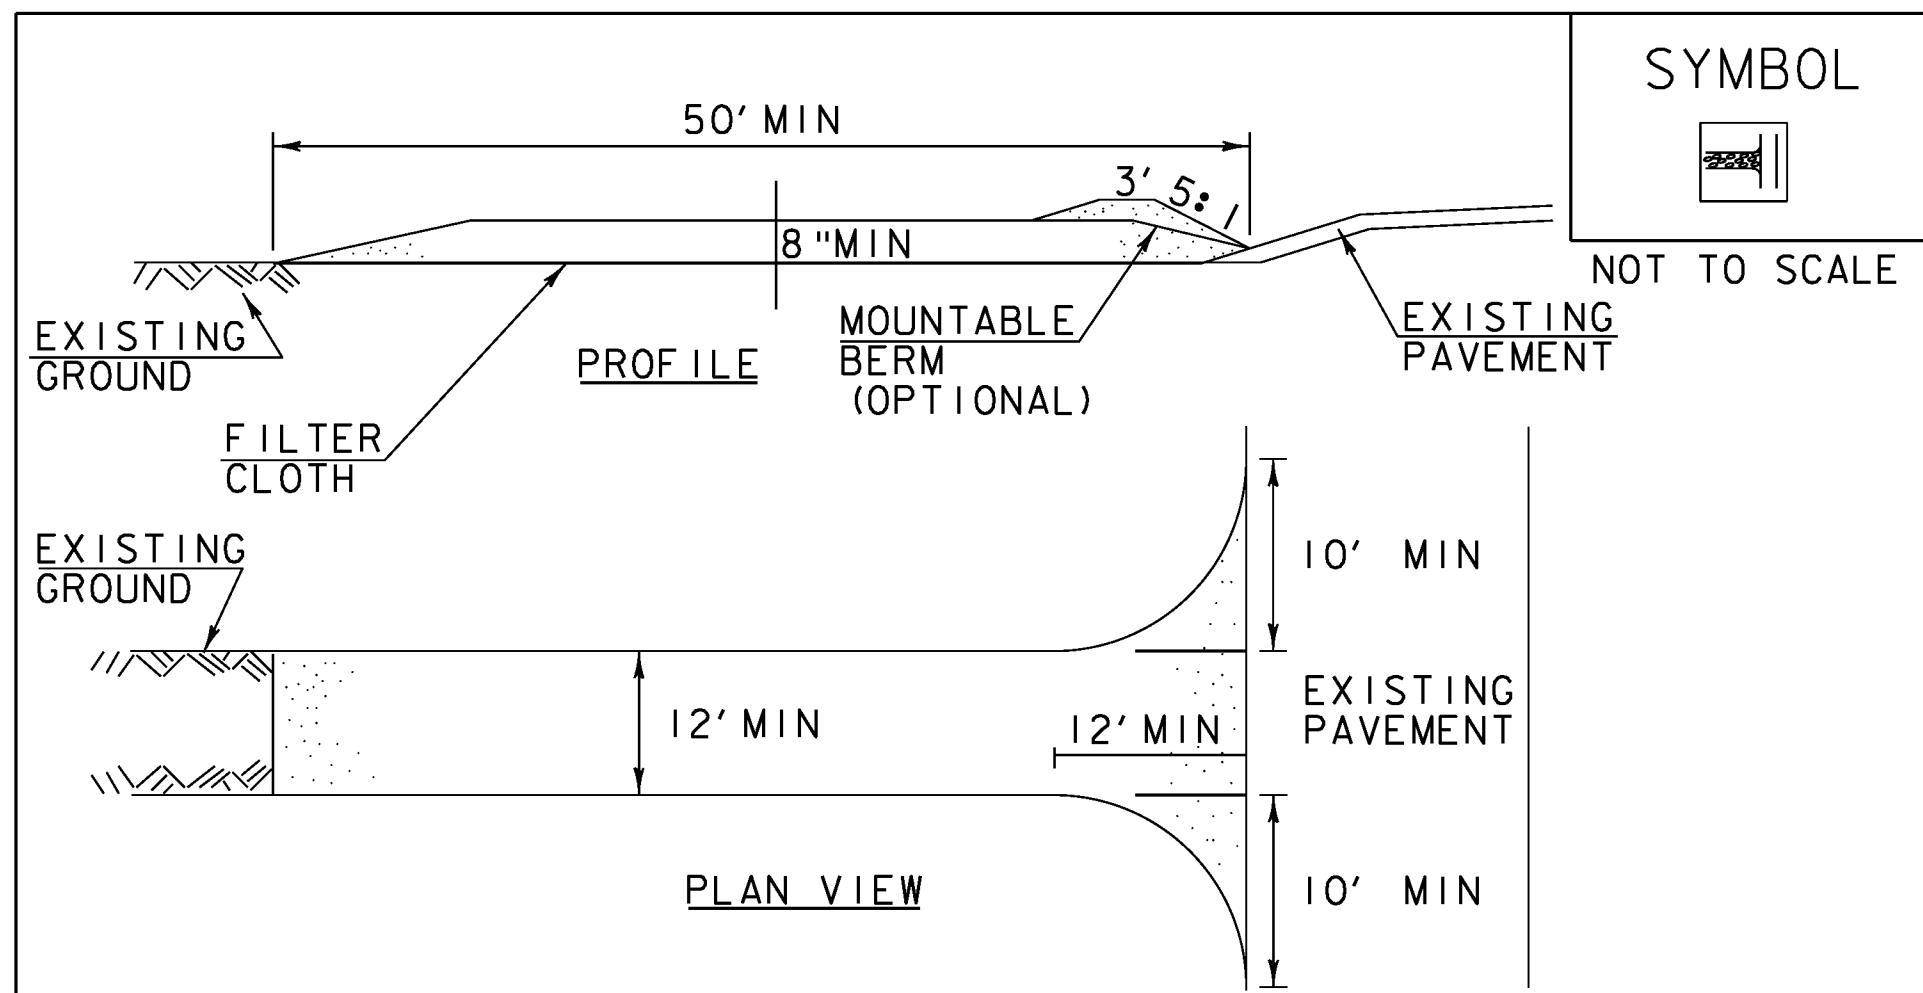 SYMBOL
50' MIN
3' 5:1
8"MIN
NOT TO SCALE
EXISTING
GROUND
PROFILE
MOUNTABLE
BERM
(OPTIONAL)
EXISTING
PAVEMENT
FILTER
CLOTH
EXISTING
GROUND
10' MIN
12' MIN
12' MIN
EXISTING
PAVEMENT
PLAN VIEW
10' MIN